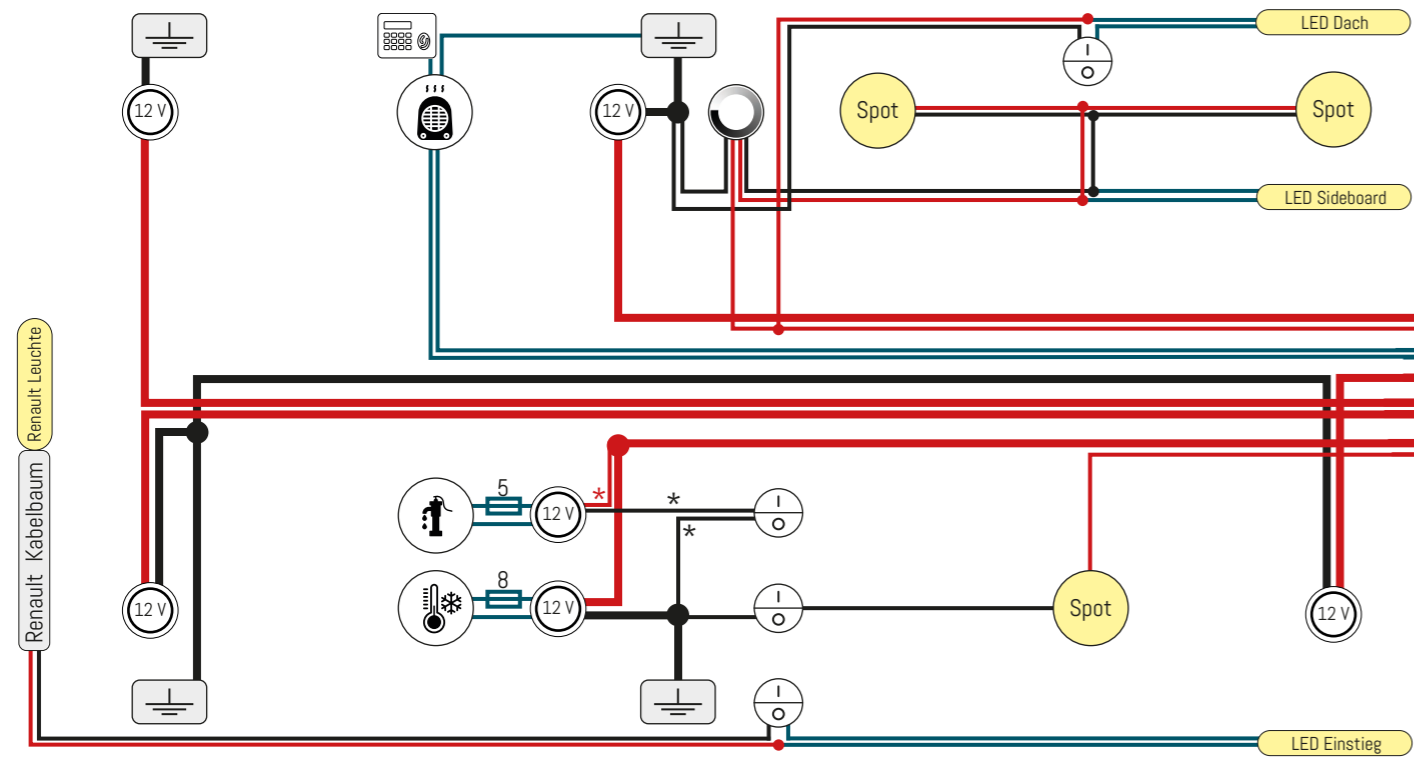 LED Dach
12 V
12 V
Spot
Spot
LED Sideboard
Renault Leuchte
Renault Kabelbaum
5
*
*
12 V
*
8
12 V
12 V
Spot
12 V
LED Einstieg